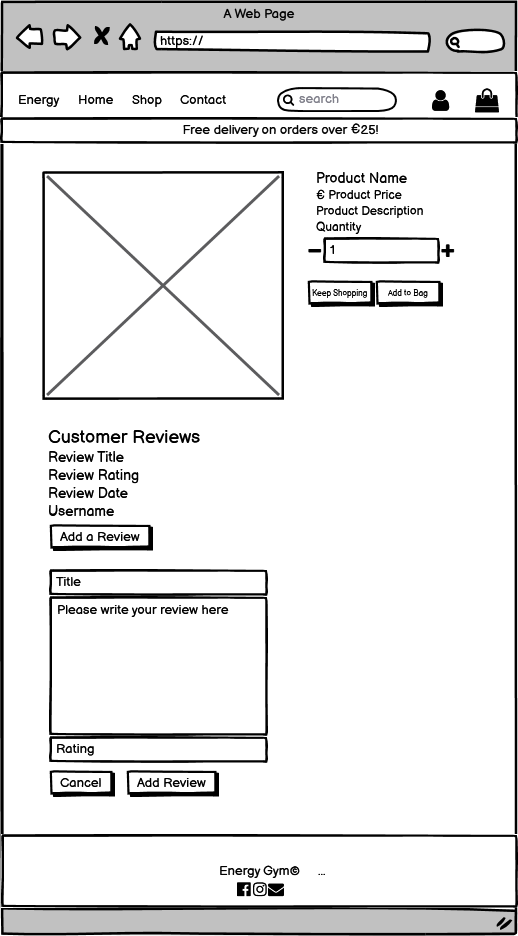 A Web Page
https://
Energy Home Shop Contact search
Free delivery on orders over €25!
Product Name
€ Product Price
Product Description
Quantity
− 1 +
Keep Shopping Add to Bag
Customer Reviews
Review Title
Review Rating
Review Date
Username
Add a Review
Title
Please write your review here
Rating
Cancel Add Review
Energy Gym© ...